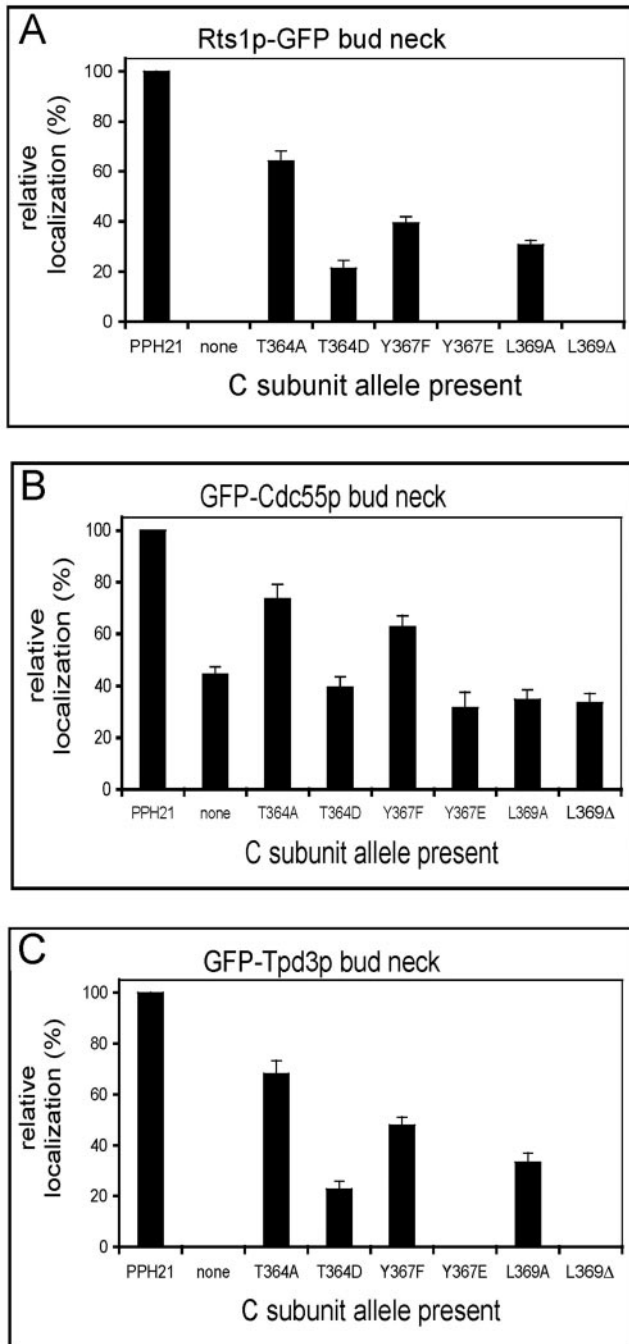 A
Rts1p-GFP bud neck
relative
localization (%)
100
80
60
40
20
0
PPH21 none T364A T364D Y367F Y367E L369A L369Δ
C subunit allele present
B
GFP-Cdc55p bud neck
relative
localization (%)
100
80
60
40
20
0
PPH21 none T364A T364D Y367F Y367E L369A L369Δ
C subunit allele present
C
GFP-Tpd3p bud neck
relative
localization (%)
100
80
60
40
20
0
PPH21 none T364A T364D Y367F Y367E L369A L369Δ
C subunit allele present